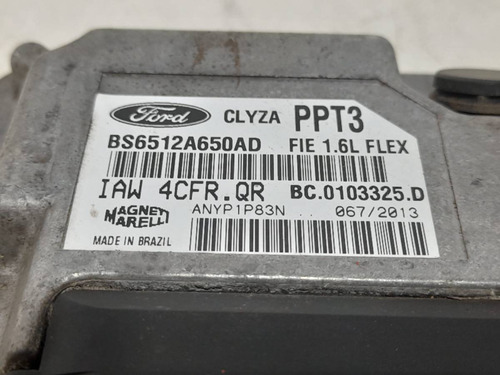 Ford CLYZA PPT3
BS6512A650AD FIE 1.6L FLEX
IAW 4CFR.QR BC.0103325.D
MAGNETI MARELLI ANYP1P83N .. 067/2013
MADE IN BRAZIL